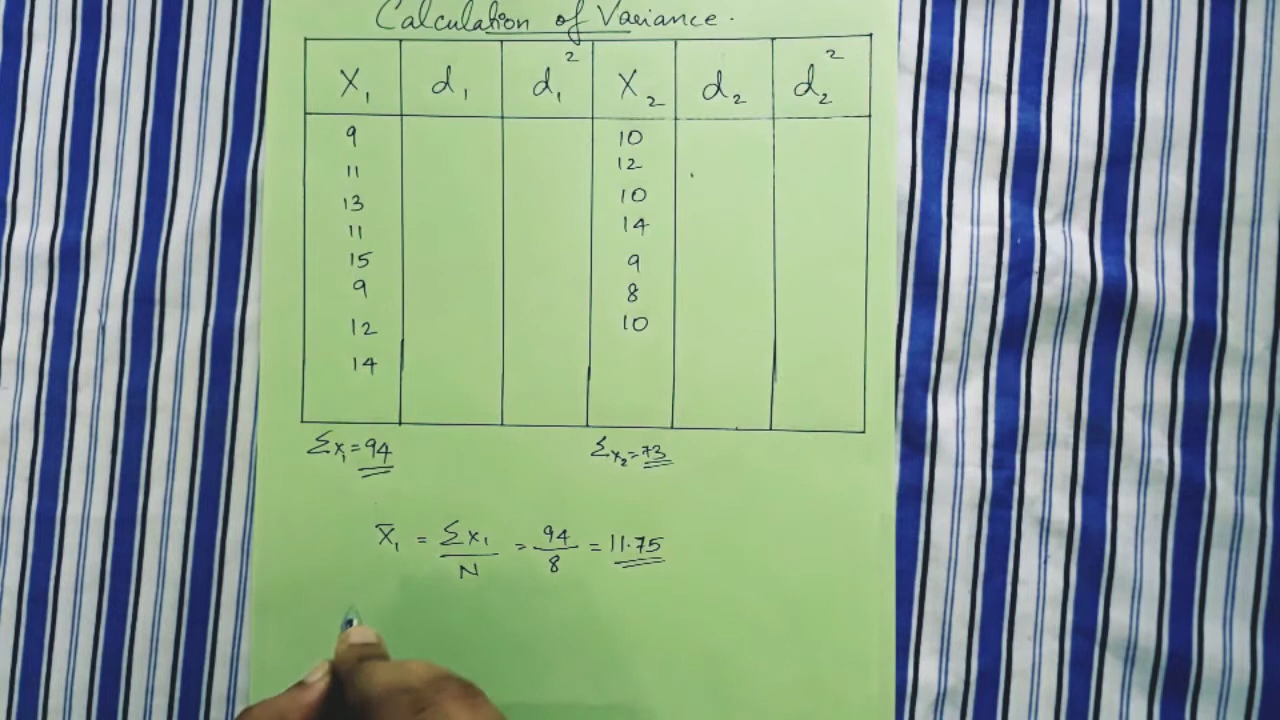 Calculation of Variance.
X₁ d₁ d₁² X₂ d₂ d₂²
9 10
11 12
13 10
11 14
15 9
9 8
12 10
14
Σx₁=94 Σx₂=73
X̄₁ = Σx₁/N = 94/8 = 11.75